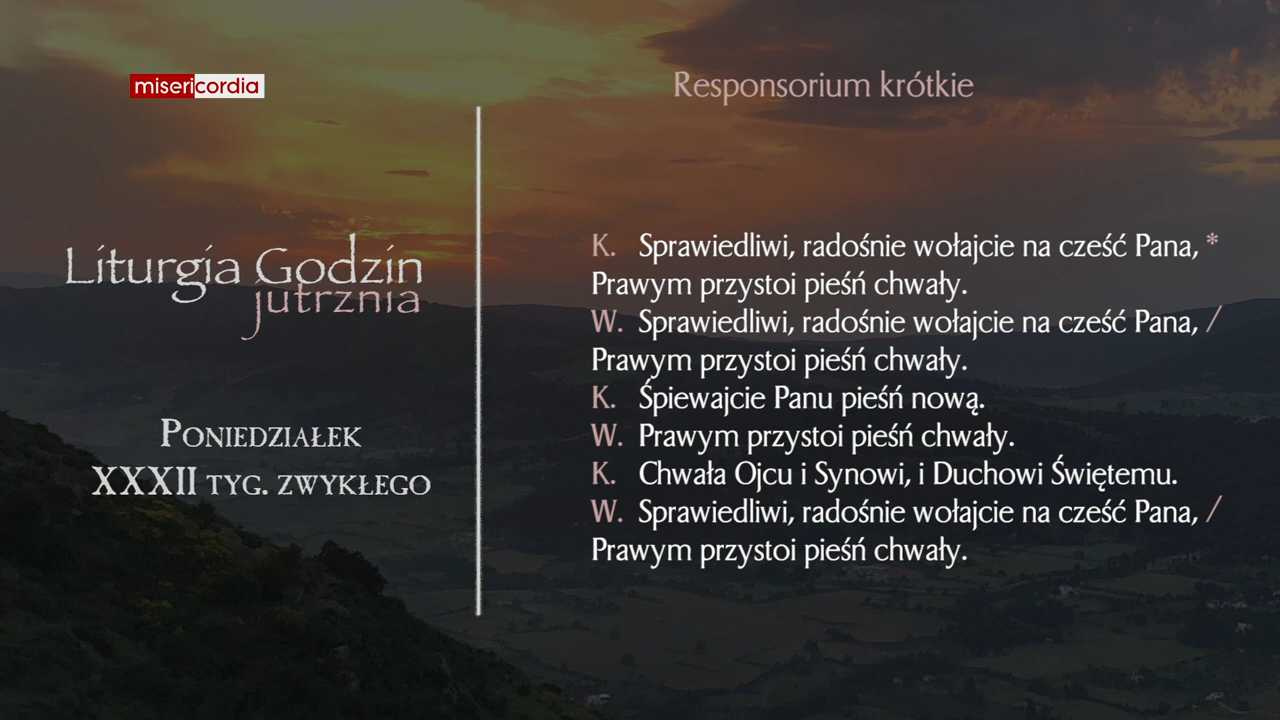 misericordia
Liturgia Godzin
jutrznia
Poniedziałek
XXXII tyg. zwykłego
Responsorium krótkie
K. Sprawiedliwi, radośnie wołajcie na cześć Pana, *
Prawym przystoi pieśń chwały.
W. Sprawiedliwi, radośnie wołajcie na cześć Pana, /
Prawym przystoi pieśń chwały.
K. Śpiewajcie Panu pieśń nową.
W. Prawym przystoi pieśń chwały.
K. Chwała Ojcu i Synowi, i Duchowi Świętemu.
W. Sprawiedliwi, radośnie wołajcie na cześć Pana, /
Prawym przystoi pieśń chwały.